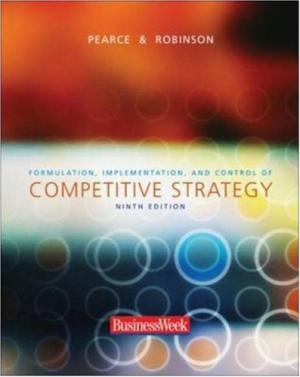 PEARCE & ROBINSON
FORMULATION, IMPLEMENTATION, AND CONTROL OF
COMPETITIVE STRATEGY
NINTH EDITION
BusinessWeek